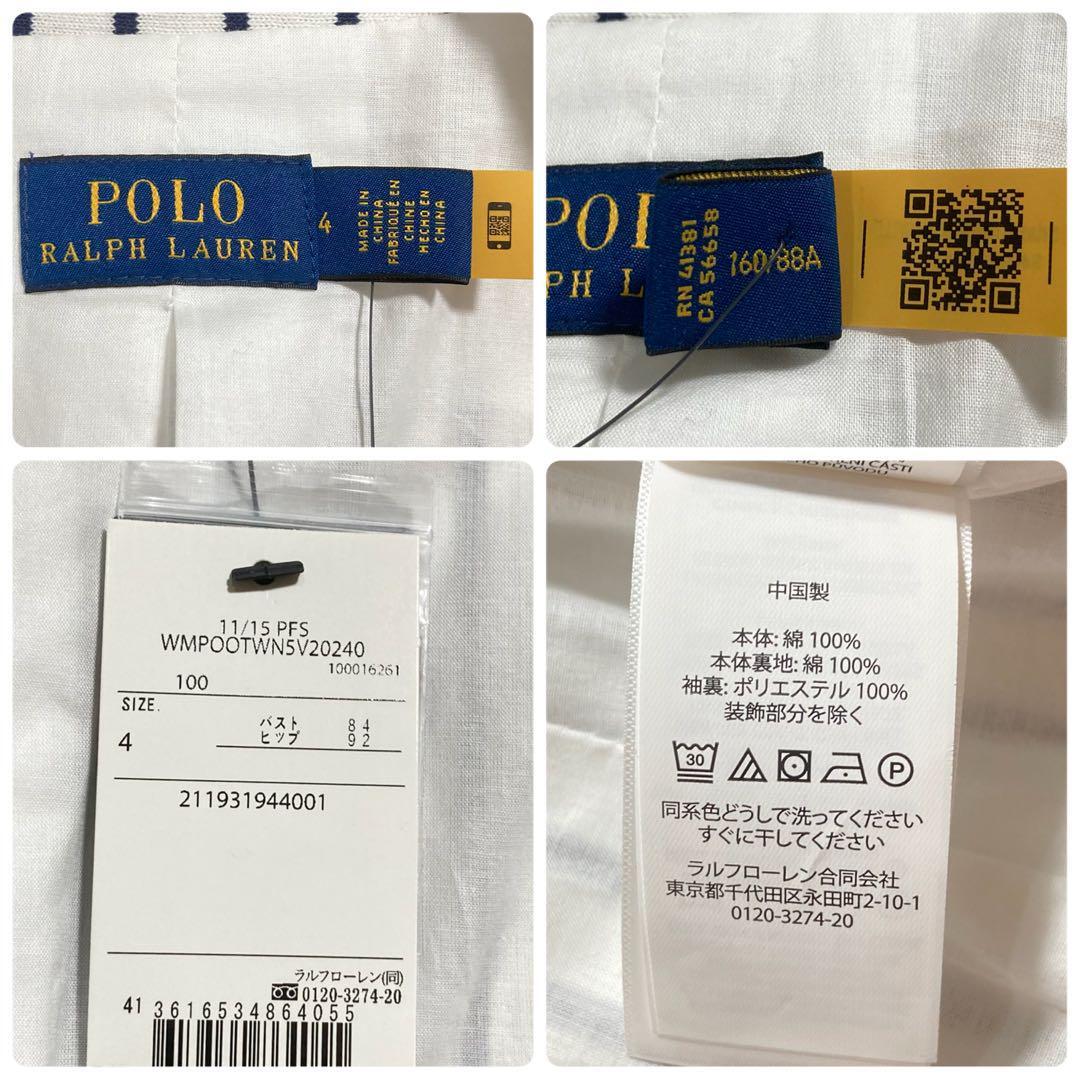 POLO
RALPH LAUREN
4
MADE IN
CHINA
FABRIQUÉ EN
CHINE
HECHO EN
CHINA
POL
PH L
RN 41381
CA 56658
160/88A
11/15 PFS
WMPOOTWN5V20240
100016261
100
SIZE.
4
バスト 84
ヒップ 92
211931944001
ラルフローレン(同)
0120-3274-20
41 3616534864055
中国製
本体: 綿 100%
本体裏地: 綿 100%
袖裏: ポリエステル 100%
装飾部分を除く
30
P
同系色どうしで洗ってください
すぐに干してください
ラルフローレン合同会社
東京都千代田区永田町2-10-1
0120-3274-20